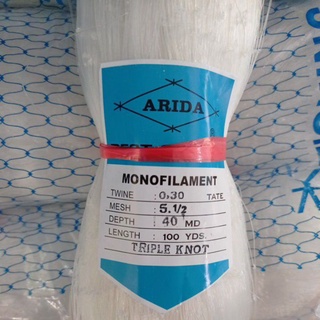 ARIDA
MONOFILAMENT
TWINE : 0.30 TATE
MESH : 5.1/2
DEPTH : 40 MD
LENGTH : 100 YDS.
TRIPLE KNOT